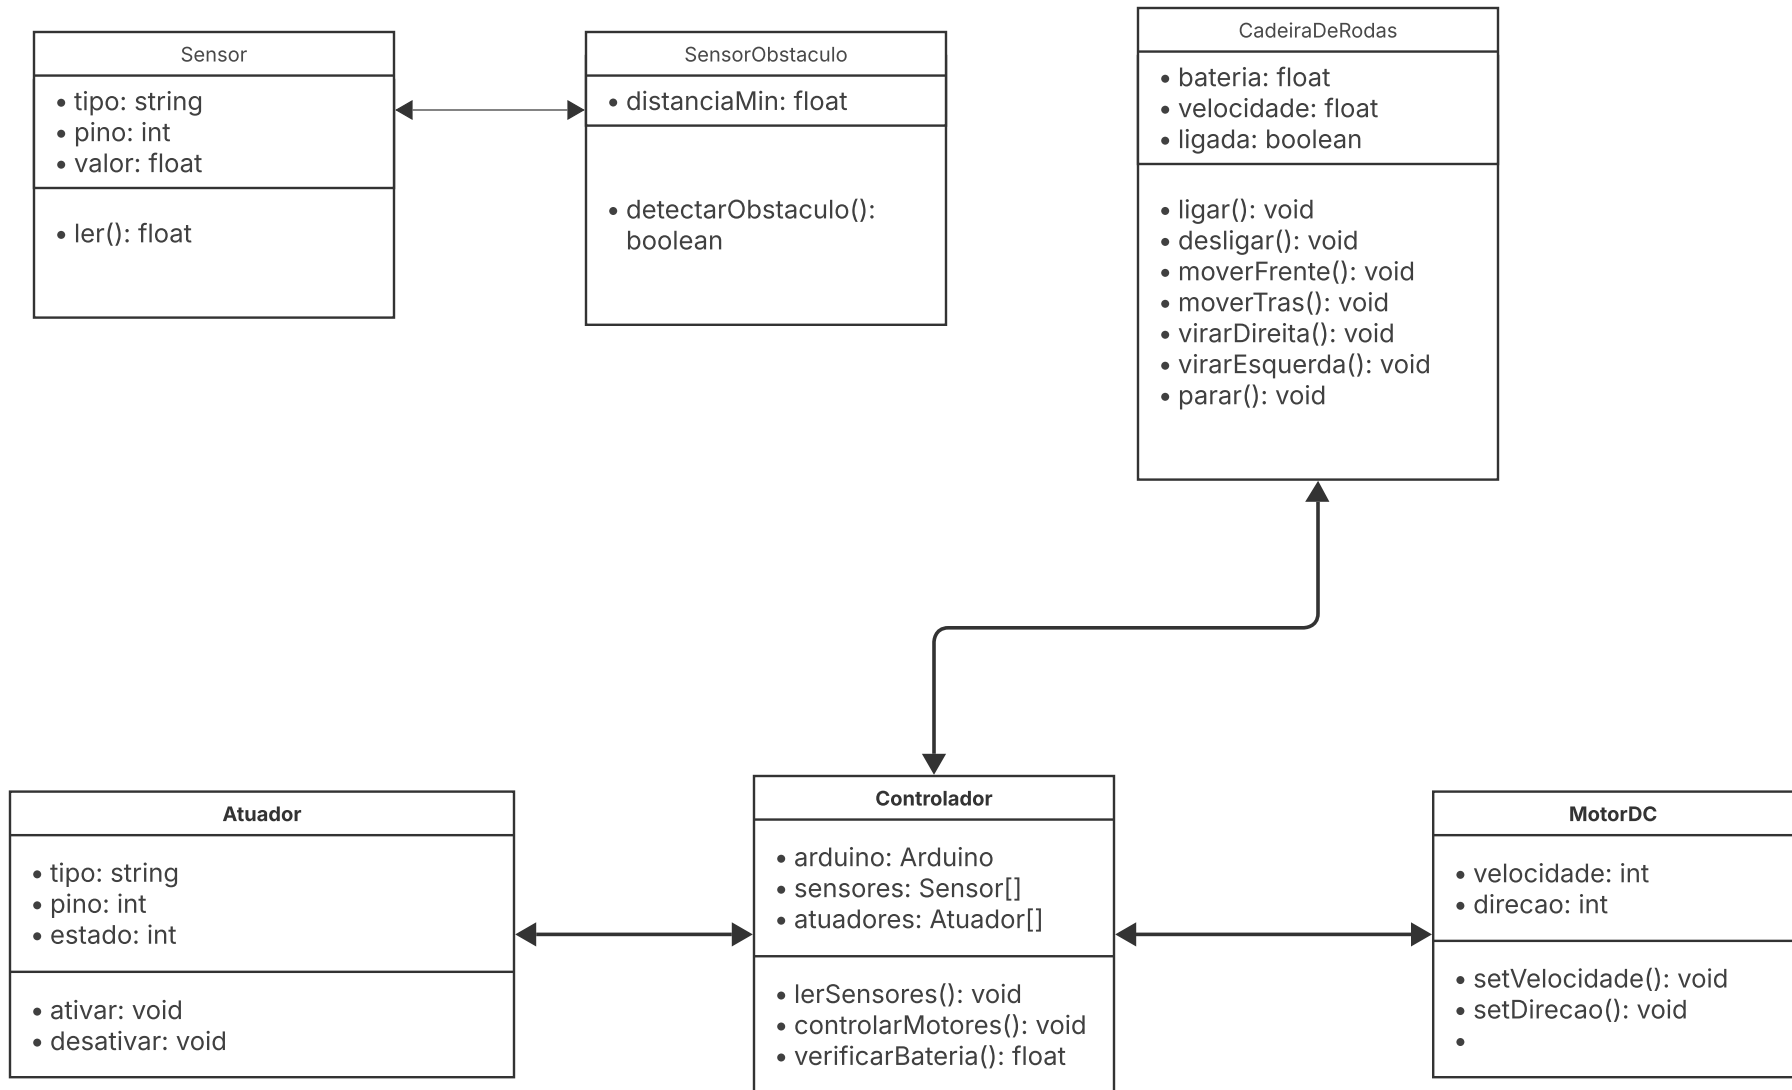 Sensor
• tipo: string
• pino: int
• valor: float
• ler(): float
SensorObstaculo
• distanciaMin: float
• detectarObstaculo():
boolean
CadeiraDeRodas
• bateria: float
• velocidade: float
• ligada: boolean
• ligar(): void
• desligar(): void
• moverFrente(): void
• moverTras(): void
• virarDireita(): void
• virarEsquerda(): void
• parar(): void
Atuador
• tipo: string
• pino: int
• estado: int
• ativar: void
• desativar: void
Controlador
• arduino: Arduino
• sensores: Sensor[]
• atuadores: Atuador[]
• lerSensores(): void
• controlarMotores(): void
• verificarBateria(): float
MotorDC
• velocidade: int
• direcao: int
• setVelocidade(): void
• setDirecao(): void
•